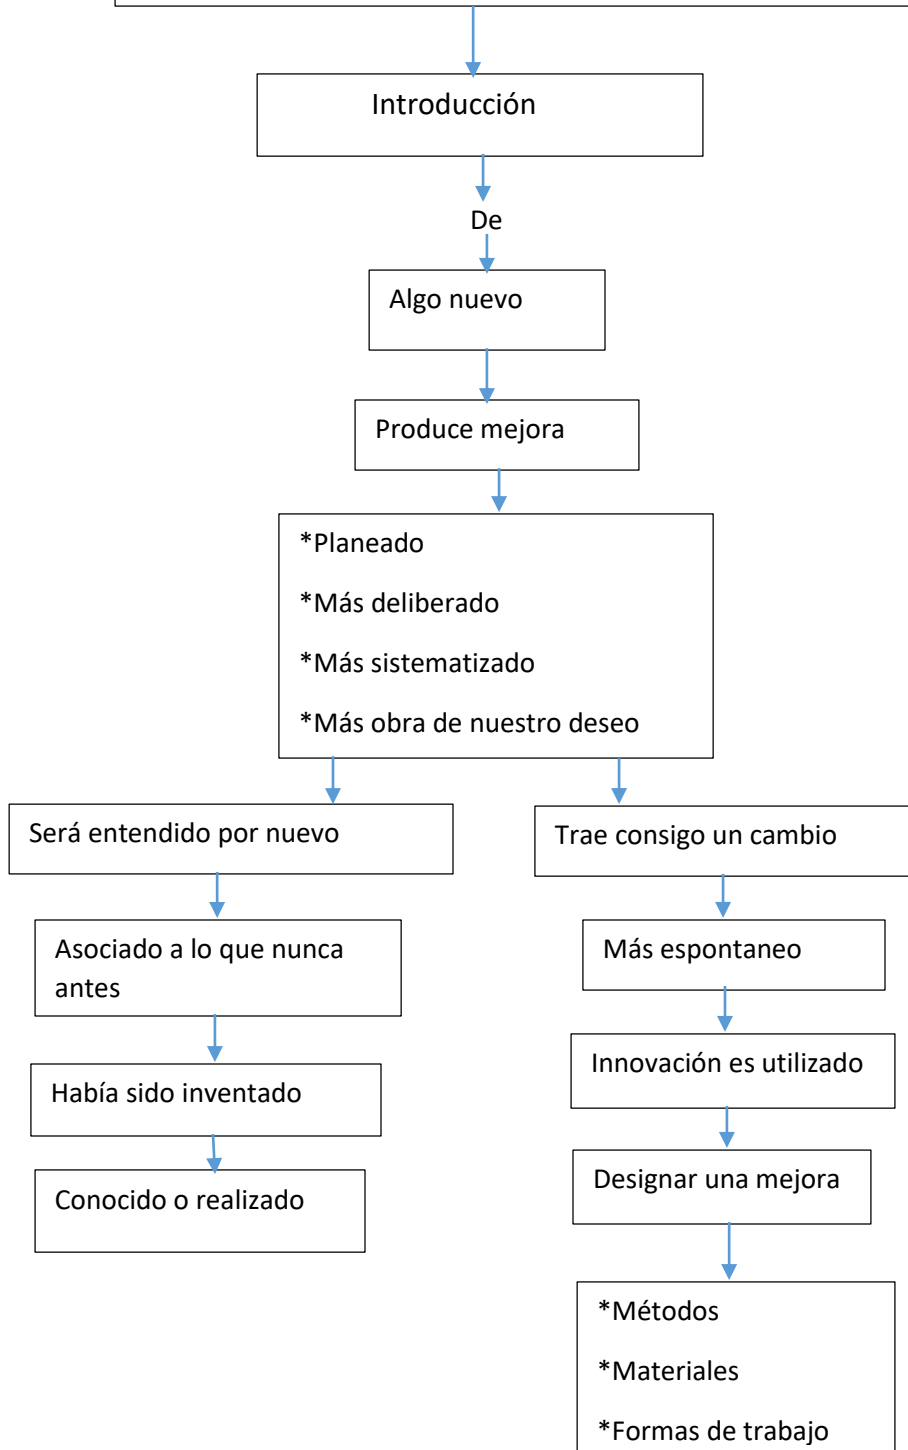 Introducción
De
Algo nuevo
Produce mejora
*Planeado
*Más deliberado
*Más sistematizado
*Más obra de nuestro deseo
Será entendido por nuevo
Trae consigo un cambio
Asociado a lo que nunca
antes
Más espontaneo
Había sido inventado
Innovación es utilizado
Conocido o realizado
Designar una mejora
*Métodos
*Materiales
*Formas de trabajo